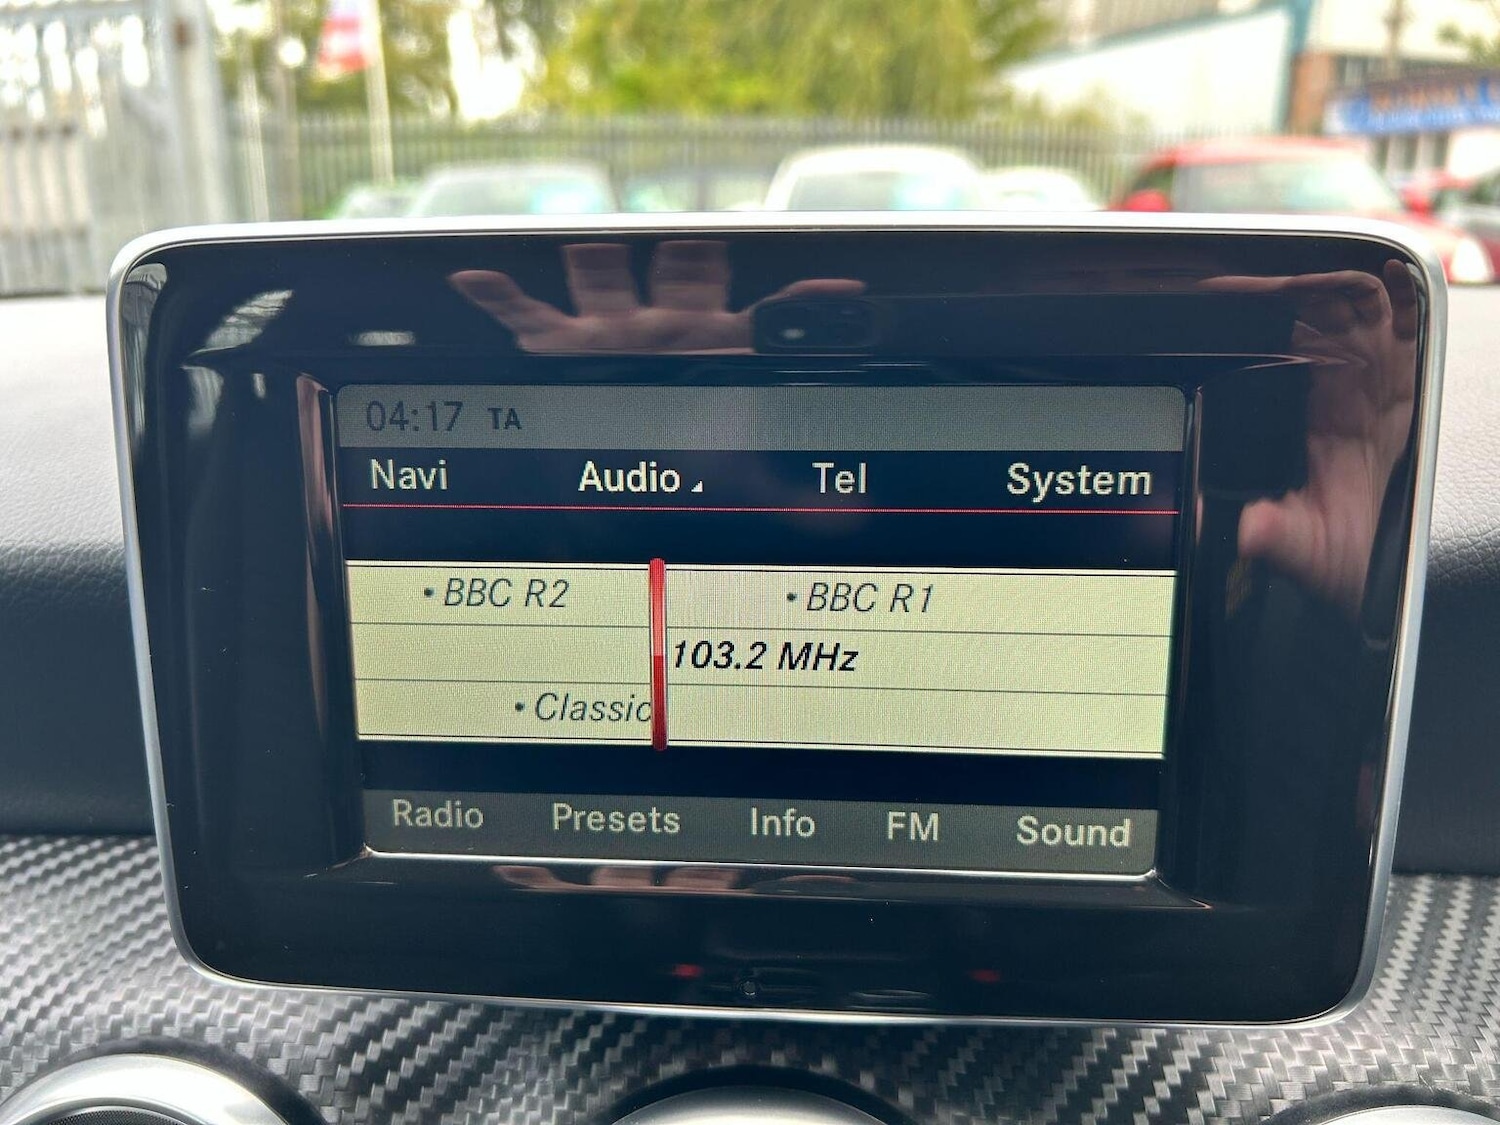 04:17 TA
Navi Audio Tel System
• BBC R2 • BBC R1
103.2 MHz
• Classic
Radio Presets Info FM Sound